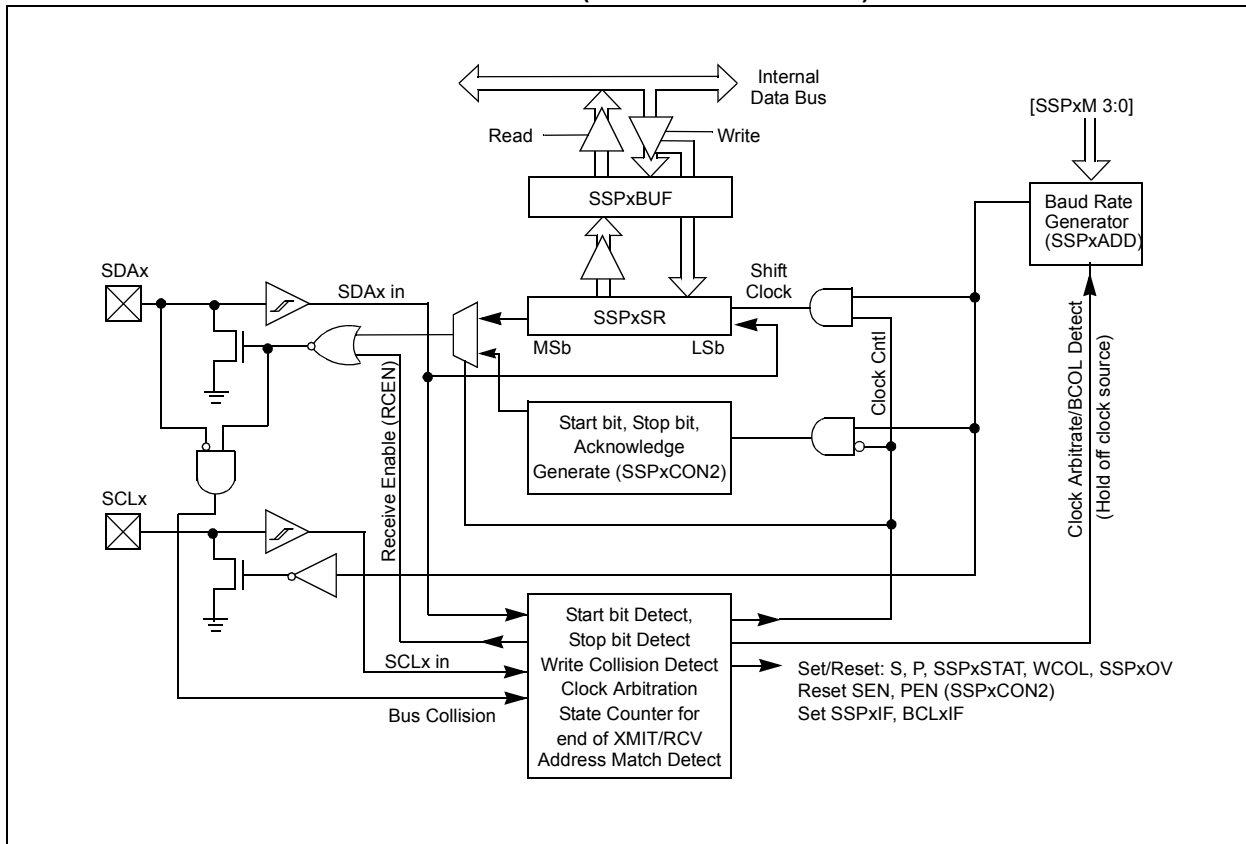 Internal
Data Bus
[SSPxM 3:0]
Read
Write
SSPxBUF
Baud Rate
Generator
(SSPxADD)
SDAx
SDAx in
Shift
Clock
SSPxSR
MSb
LSb
Clock Cntl
Clock Arbitrate/BCOL Detect
(Hold off clock source)
Receive Enable (RCEN)
Start bit, Stop bit,
Acknowledge
Generate (SSPxCON2)
SCLx
SCLx in
Bus Collision
Start bit Detect,
Stop bit Detect
Write Collision Detect
Clock Arbitration
State Counter for
end of XMIT/RCV
Address Match Detect
Set/Reset: S, P, SSPxSTAT, WCOL, SSPxOV
Reset SEN, PEN (SSPxCON2)
Set SSPxIF, BCLxIF